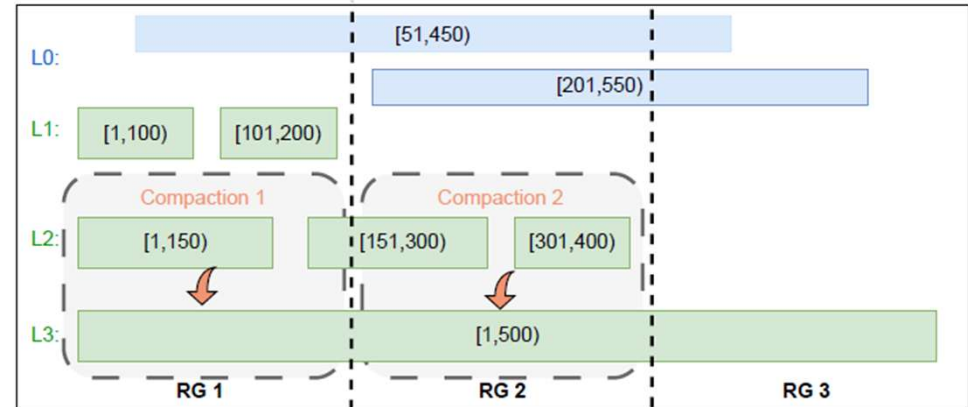 L0:
[51,450)
[201,550)
L1:
[1,100)
[101,200)
Compaction 1
Compaction 2
L2:
[1,150)
[151,300)
[301,400)
L3:
[1,500)
RG 1
RG 2
RG 3